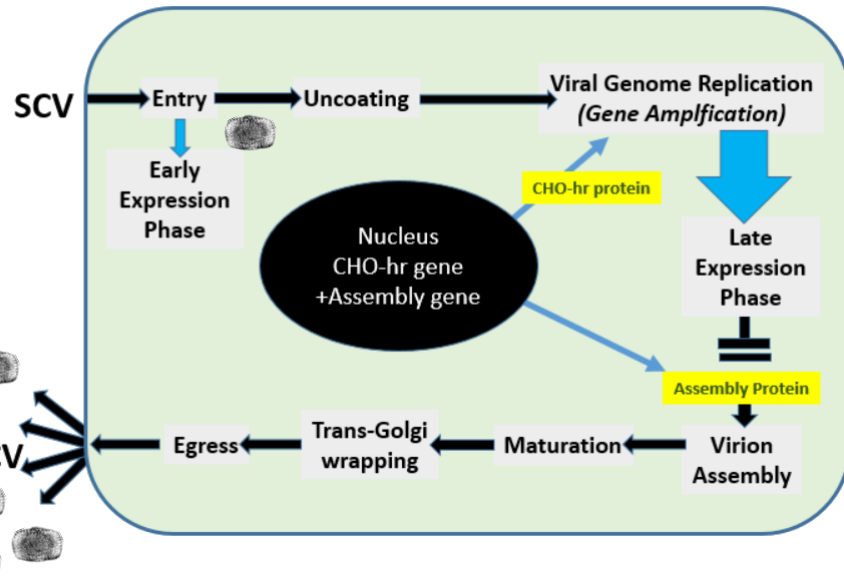 SCV
Entry
Uncoating
Viral Genome Replication
(Gene Amplfication)
Early
Expression
Phase
CHO-hr protein
Nucleus
CHO-hr gene
+Assembly gene
Late
Expression
Phase
Assembly Protein
Egress
Trans-Golgi
wrapping
Maturation
Virion
Assembly